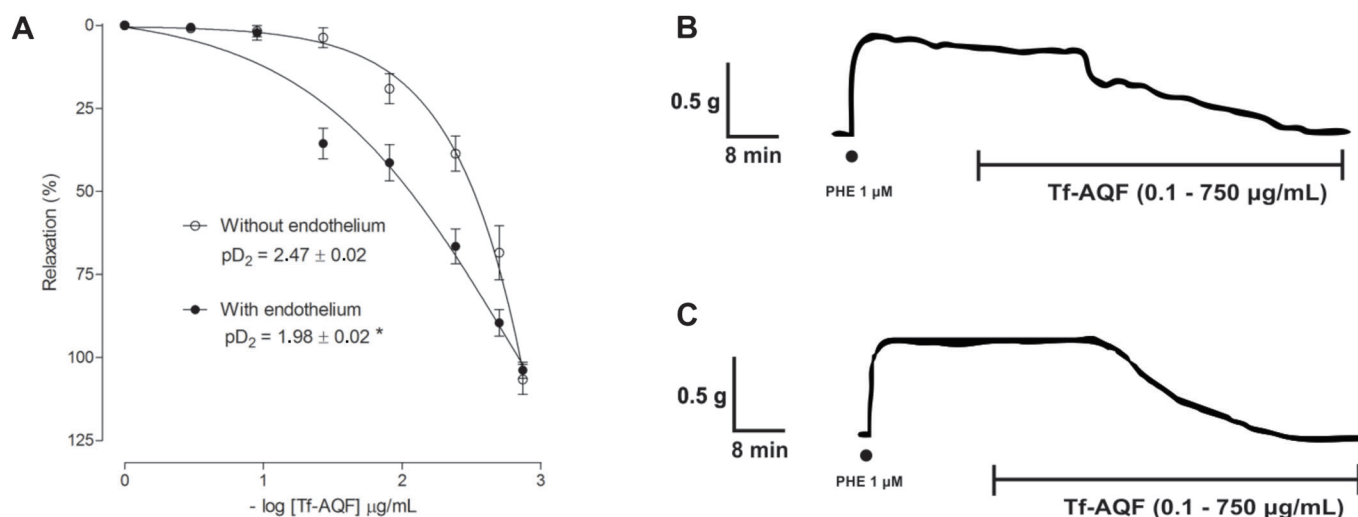 A
0
25
50
75
100
125
Relaxation (%)
Without endothelium
pD₂ = 2.47 ± 0.02
With endothelium
pD₂ = 1.98 ± 0.02 *
0 1 2 3
- log [Tf-AQF] µg/mL
B
0.5 g
8 min
PHE 1 µM
Tf-AQF (0.1 - 750 µg/mL)
C
0.5 g
8 min
PHE 1 µM
Tf-AQF (0.1 - 750 µg/mL)